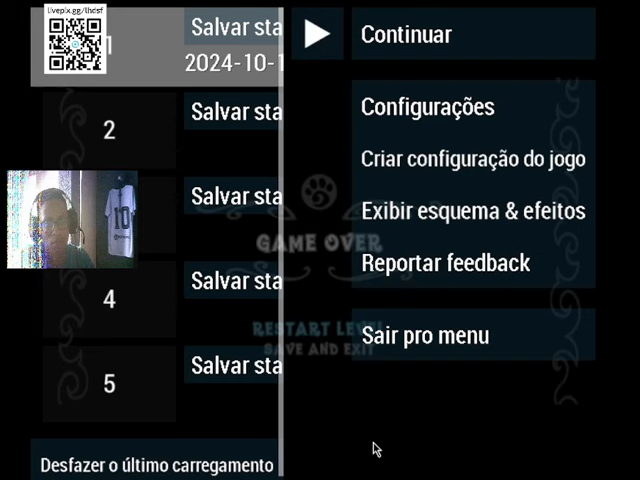 livepix.gg/lhdsf
1
Salvar sta
2024-10-1
2
Salvar sta
Salvar sta
4
Salvar sta
5
Salvar sta
Desfazer o último carregamento
Continuar
Configurações
Criar configuração do jogo
Exibir esquema & efeitos
Reportar feedback
Sair pro menu
GAME OVER
RESTART LEVEL
SAVE AND EXIT
10